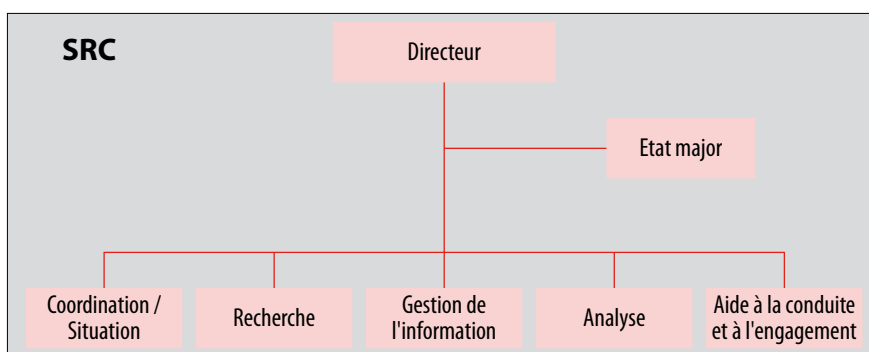 SRC
Directeur
Etat major
Coordination /
Situation
Recherche
Gestion de
l'information
Analyse
Aide à la conduite
et à l'engagement